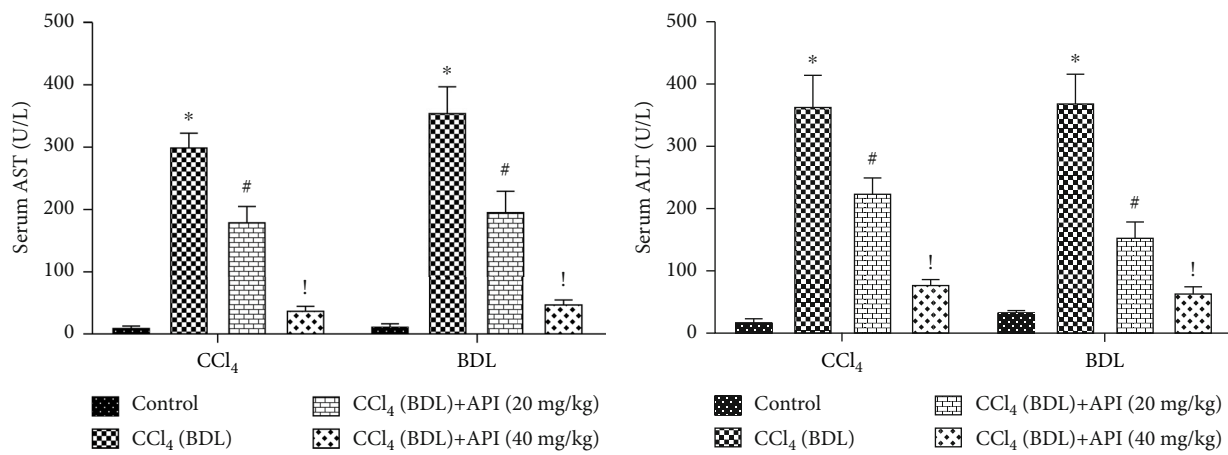 500
400
300
200
100
0
Serum AST (U/L)
*
#
!
*
#
!
CCl₄
BDL
Control
CCl₄ (BDL)
CCl₄ (BDL)+API (20 mg/kg)
CCl₄ (BDL)+API (40 mg/kg)
500
400
300
200
100
0
Serum ALT (U/L)
*
#
!
*
#
!
CCl₄
BDL
Control
CCl₄ (BDL)
CCl₄ (BDL)+API (20 mg/kg)
CCl₄ (BDL)+API (40 mg/kg)